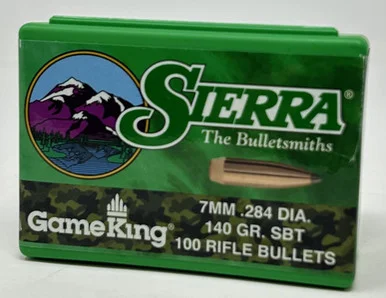 SIERRA®
The Bulletsmiths
GameKing®
7MM .284 DIA.
140 GR. SBT
100 RIFLE BULLETS